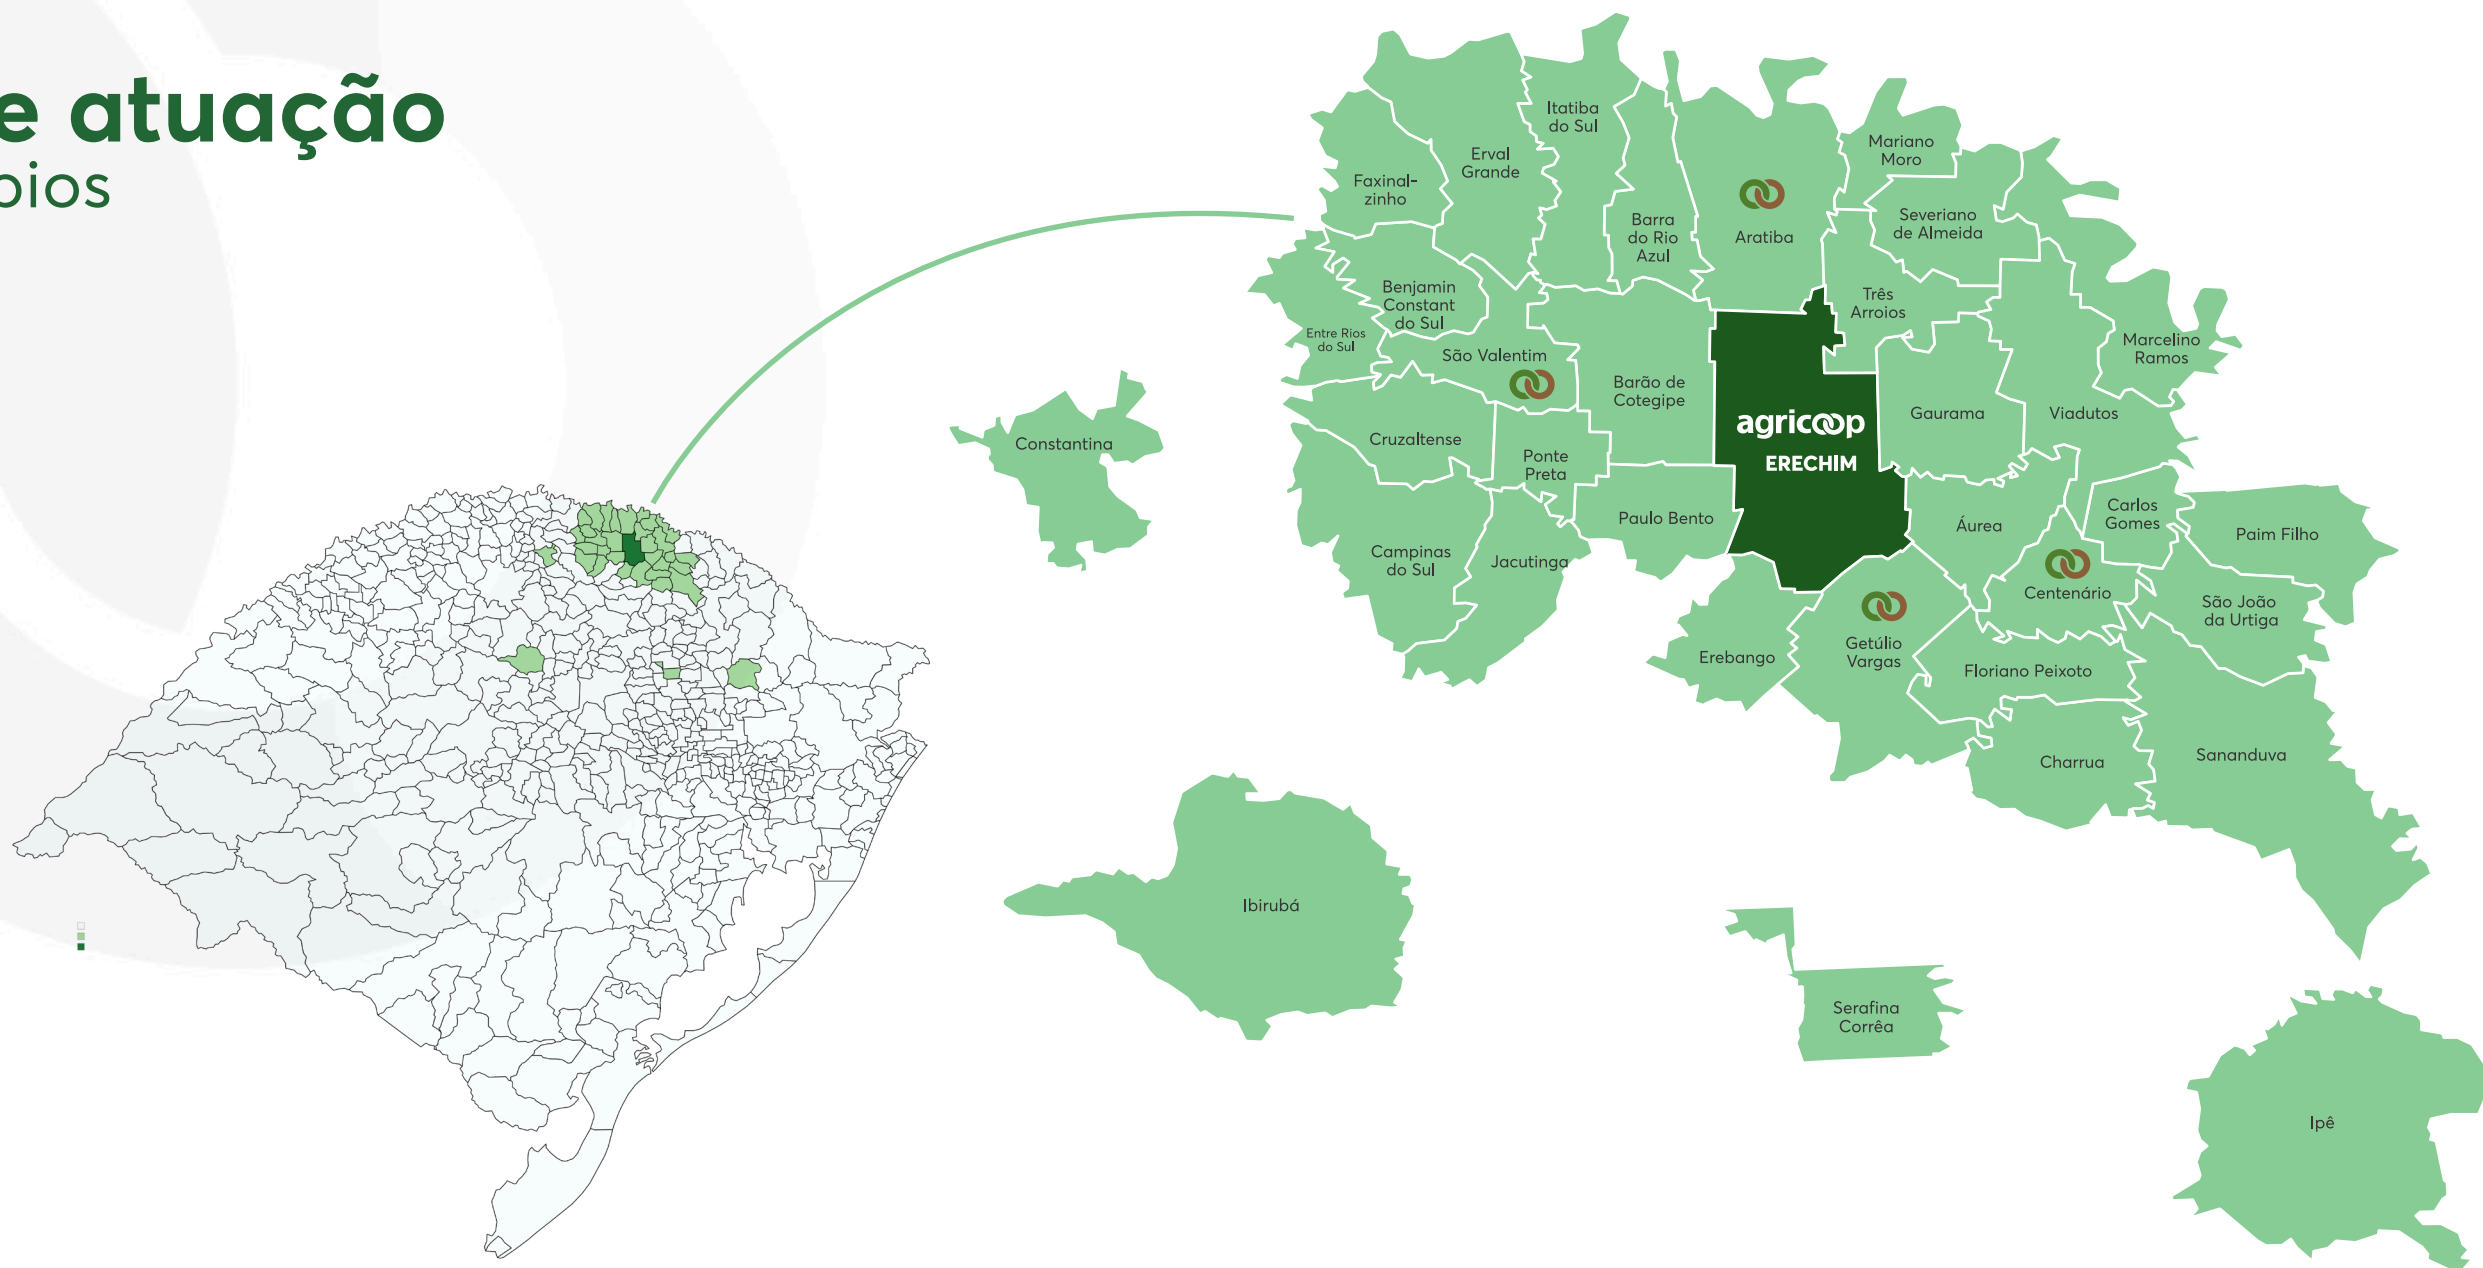 e atuação
pios
Itatiba
do Sul
Mariano
Moro
Erval
Grande
Faxinal-
zinho
Barra
do Rio
Azul
Aratiba
Severiano
de Almeida
Benjamin
Constant
do Sul
Três
Arroios
Entre Rios
do Sul
São Valentim
Marcelino
Ramos
Barão de
Cotegipe
Gaurama
Viadutos
agricoop
ERECHIM
Constantina
Cruzaltense
Ponte
Preta
Paulo Bento
Áurea
Carlos
Gomes
Paim Filho
Campinas
do Sul
Jacutinga
Centenário
São João
da Urtiga
Erebango
Getúlio
Vargas
Floriano Peixoto
Charrua
Sananduva
Ibirubá
Serafina
Corrêa
Ipê